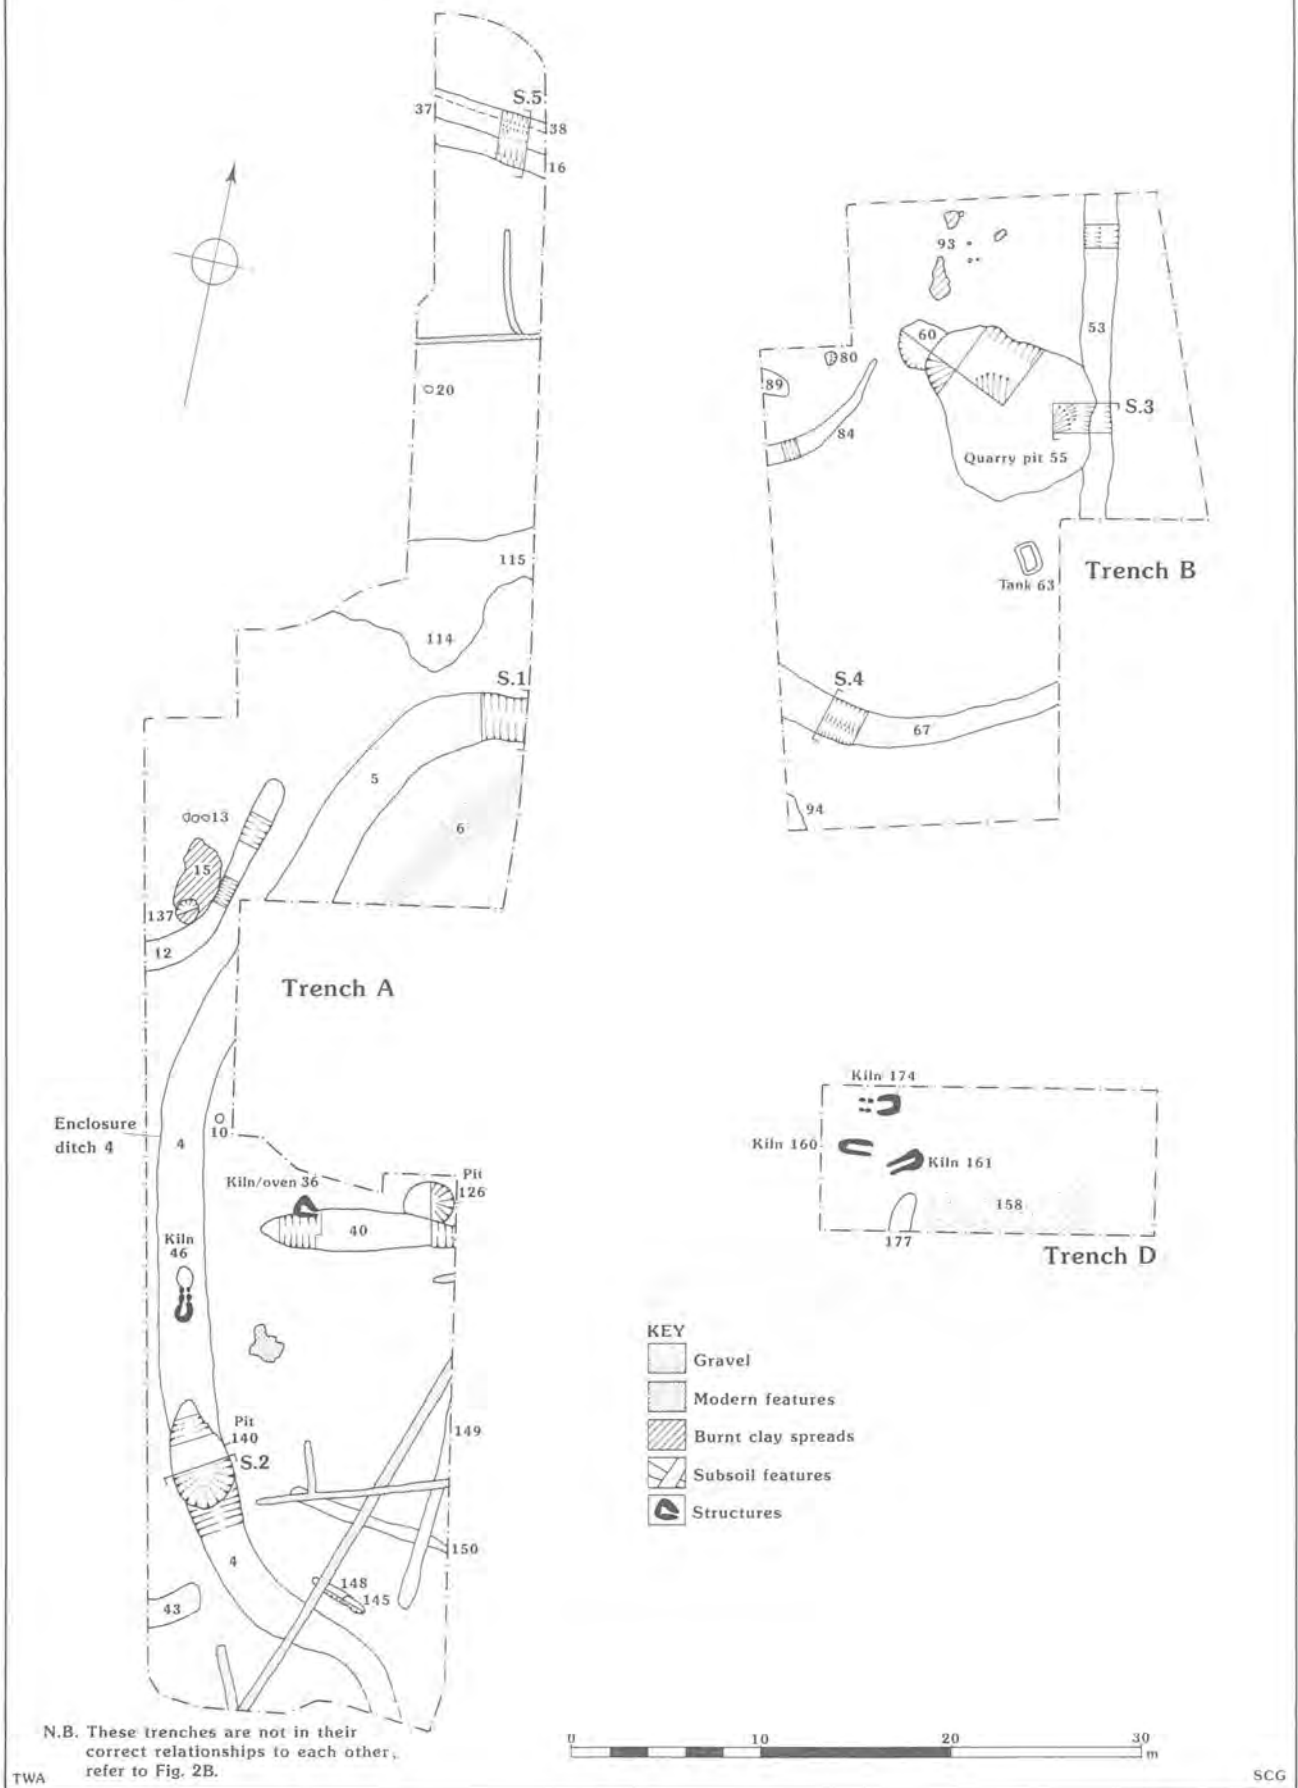 S.5
37
38
16
20
115
114
S.1
5
6
13
15
137
12
Trench A
Enclosure
ditch 4
4
10
Kiln/oven 36
Pit
126
40
Kiln
46
Pit
140
S.2
149
150
148
145
4
43
93
53
60
80
89
84
S.3
Quarry pit 55
Tank 63
Trench B
S.4
67
94
Kiln 174
Kiln 160
Kiln 161
158
177
Trench D
KEY
Gravel
Modern features
Burnt clay spreads
Subsoil features
Structures
N.B. These trenches are not in their
correct relationships to each other,
refer to Fig. 2B.
0 10 20 30
m
TWA
SCG